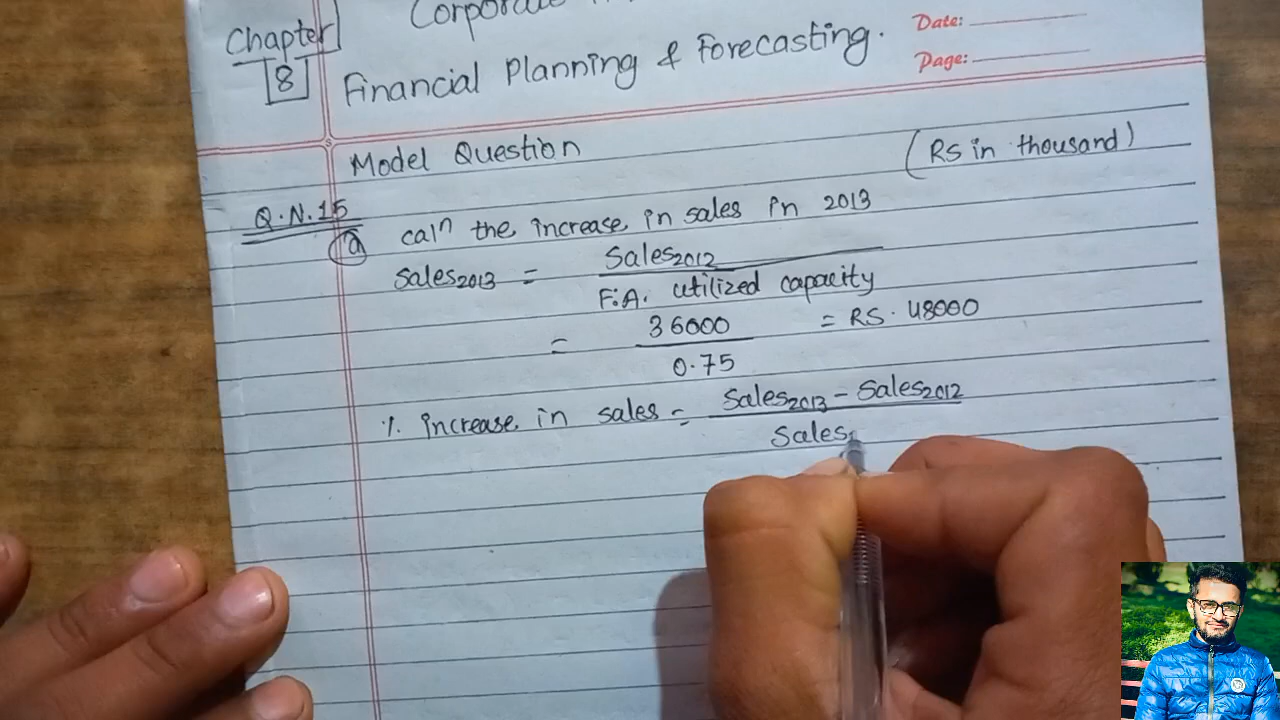 Chapter Corporate
8 Financial Planning & Forecasting.
Date:
Page:
Model Question (RS in thousand)
Q.N.15
a calⁿ the increase in sales in 2013
Sales2013 = Sales2012
F.A. utilized capacity
= 36000 = RS. 48000
0.75
% increase in sales = Sales2013 - Sales2012
Sales